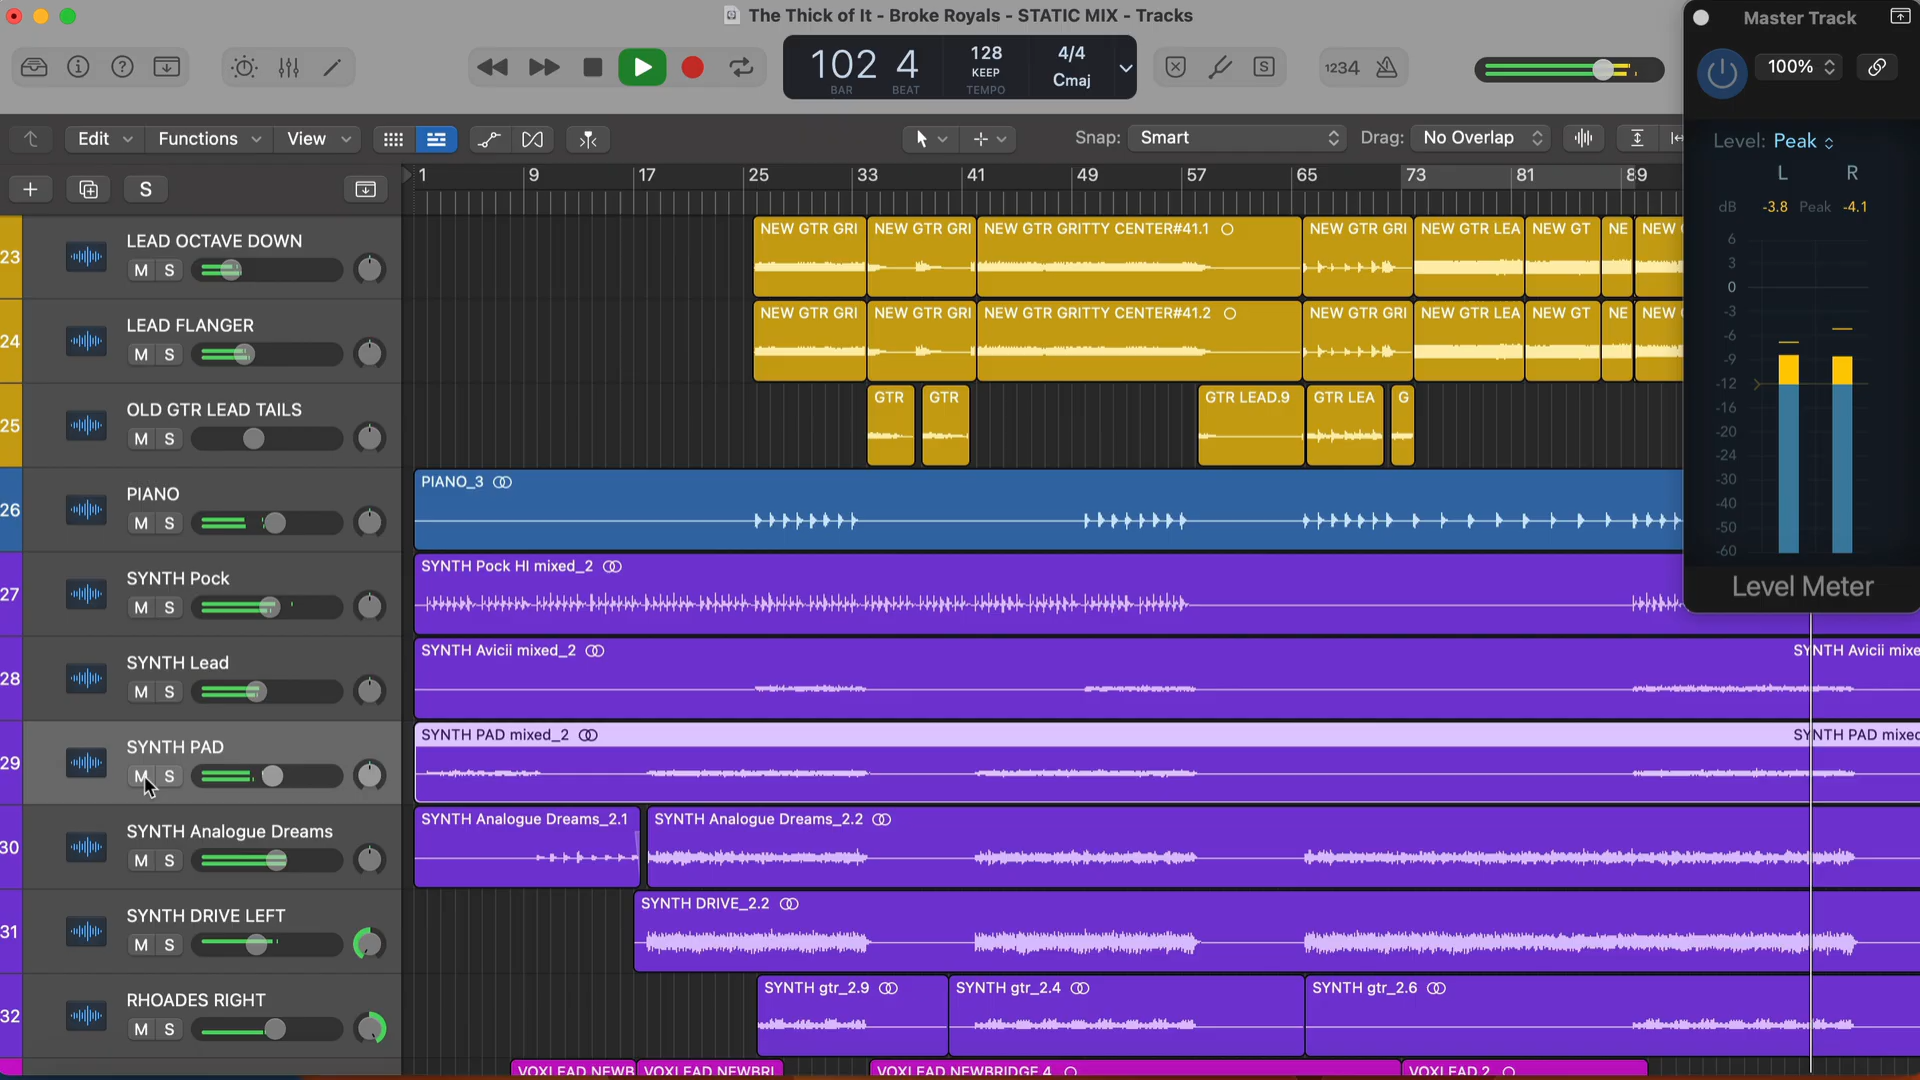 The Thick of It - Broke Royals - STATIC MIX - Tracks
Master Track
102 4
BAR BEAT
128
KEEP
TEMPO
4/4
Cmaj
S
1234
100%
Edit Functions View
Snap: Smart
Drag: No Overlap
Level: Peak
L R
dB -3.8 Peak -4.1
6
3
0
-3
-6
-9
-12
-16
-20
-24
-30
-40
-50
-60
Level Meter
S
1 9 17 25 33 41 49 57 65 73 81 89
23 LEAD OCTAVE DOWN
M S
NEW GTR GRI NEW GTR GRI NEW GTR GRITTY CENTER#41.1 NEW GTR GRI NEW GTR LEA NEW GT NE NEW
24 LEAD FLANGER
M S
NEW GTR GRI NEW GTR GRI NEW GTR GRITTY CENTER#41.2 NEW GTR GRI NEW GTR LEA NEW GT NE NEW
25 OLD GTR LEAD TAILS
M S
GTR GTR GTR LEAD.9 GTR LEA G
26 PIANO
M S
PIANO_3
27 SYNTH Pock
M S
SYNTH Pock HI mixed_2
28 SYNTH Lead
M S
SYNTH Avicii mixed_2 SYNTH Avicii mixe
29 SYNTH PAD
M S
SYNTH PAD mixed_2 SYNTH PAD mixed
30 SYNTH Analogue Dreams
M S
SYNTH Analogue Dreams_2.1 SYNTH Analogue Dreams_2.2
31 SYNTH DRIVE LEFT
M S
SYNTH DRIVE_2.2
32 RHOADES RIGHT
M S
SYNTH gtr_2.9 SYNTH gtr_2.4 SYNTH gtr_2.6
VOXLEAD NEWB VOXLEAD NEWBRI VOXLEAD NEWBRIDGE 4 VOXLEAD 2